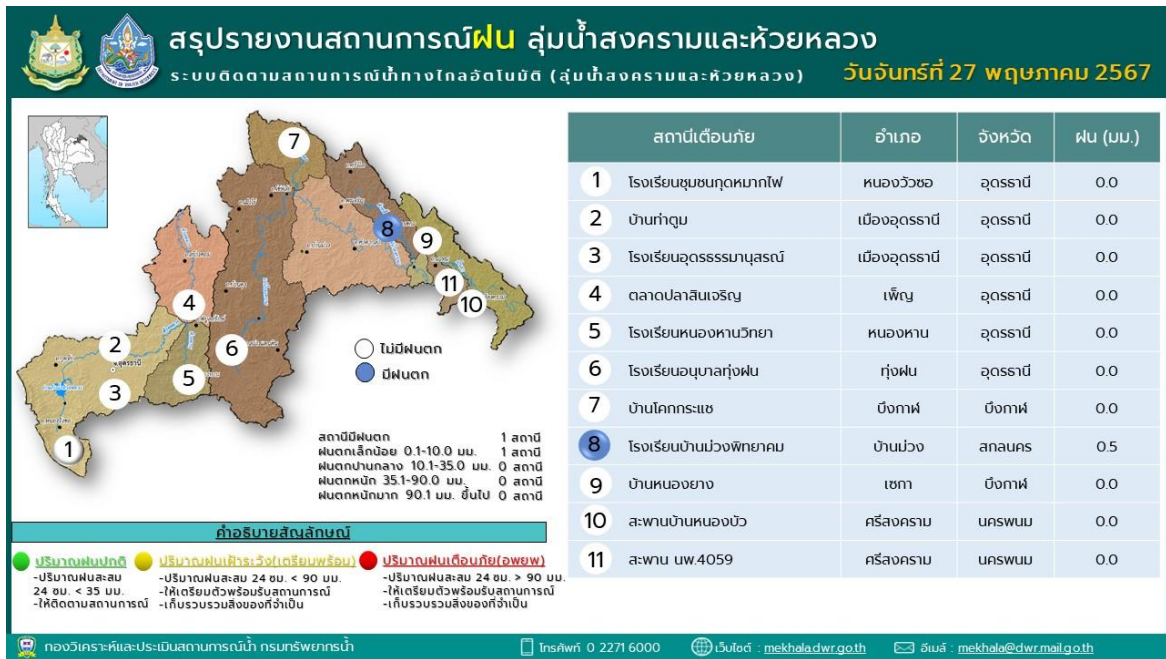 สรุปรายงานสถานการณ์ฝน ลุ่มน้ำสงครามและห้วยหลวง
ระบบติดตามสถานการณ์น้ำทางไกลอัตโนมัติ (ลุ่มน้ำสงครามและห้วยหลวง)
วันจันทร์ที่ 27 พฤษภาคม 2567
7
8
9
11
10
4
2
6
5
3
1
ไม่มีฝนตก
มีฝนตก
สถานีมีฝนตก 1 สถานี
ฝนตกเล็กน้อย 0.1-10.0 มม. 1 สถานี
ฝนตกปานกลาง 10.1-35.0 มม. 0 สถานี
ฝนตกหนัก 35.1-90.0 มม. 0 สถานี
ฝนตกหนักมาก 90.1 มม. ขึ้นไป 0 สถานี
คำอธิบายสัญลักษณ์
ปริมาณฝนปกติ
-ปริมาณฝนสะสม
24 ชม. < 35 มม.
-ให้ติดตามสถานการณ์
ปริมาณฝนเฝ้าระวัง(เตรียมพร้อม)
-ปริมาณฝนสะสม 24 ชม. < 90 มม.
-ให้เตรียมตัวพร้อมรับสถานการณ์
-เก็บรวบรวมสิ่งของที่จำเป็น
ปริมาณฝนเตือนภัย(อพยพ)
-ปริมาณฝนสะสม 24 ชม. > 90 มม.
-ให้เตรียมตัวพร้อมรับสถานการณ์
-เก็บรวบรวมสิ่งของที่จำเป็น
สถานีเตือนภัย อำเภอ จังหวัด ฝน (มม.)
1 โรงเรียนชุมชนกุดหมากไฟ หนองวัวซอ อุดรธานี 0.0
2 บ้านท่าตูม เมืองอุดรธานี อุดรธานี 0.0
3 โรงเรียนอุดรธรรมานุสรณ์ เมืองอุดรธานี อุดรธานี 0.0
4 ตลาดปลาสินเจริญ เพ็ญ อุดรธานี 0.0
5 โรงเรียนหนองหานวิทยา หนองหาน อุดรธานี 0.0
6 โรงเรียนอนุบาลทุ่งฝน ทุ่งฝน อุดรธานี 0.0
7 บ้านโคกกระแซ บึงกาฬ บึงกาฬ 0.0
8 โรงเรียนบ้านม่วงพิทยาคม บ้านม่วง สกลนคร 0.5
9 บ้านหนองยาง เซกา บึงกาฬ 0.0
10 สะพานบ้านหนองบัว ศรีสงคราม นครพนม 0.0
11 สะพาน นพ.4059 ศรีสงคราม นครพนม 0.0
กองวิเคราะห์และประเมินสถานการณ์น้ำ กรมทรัพยากรน้ำ
โทรศัพท์ 0 2271 6000
เว็บไซต์ : mekhala.dwr.go.th
อีเมล์ : mekhala@dwr.mail.go.th